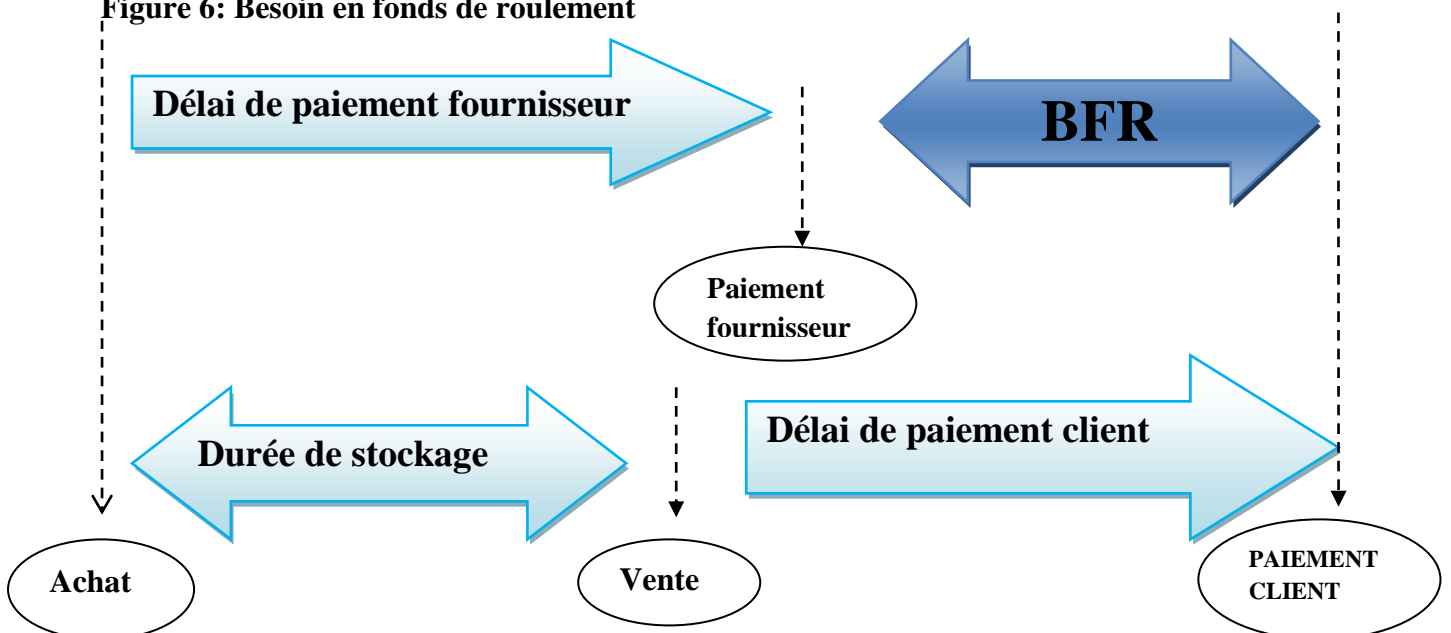 Figure 6: Besoin en fonds de roulement
Délai de paiement fournisseur
BFR
Paiement
fournisseur
Durée de stockage
Délai de paiement client
Achat
Vente
PAIEMENT
CLIENT